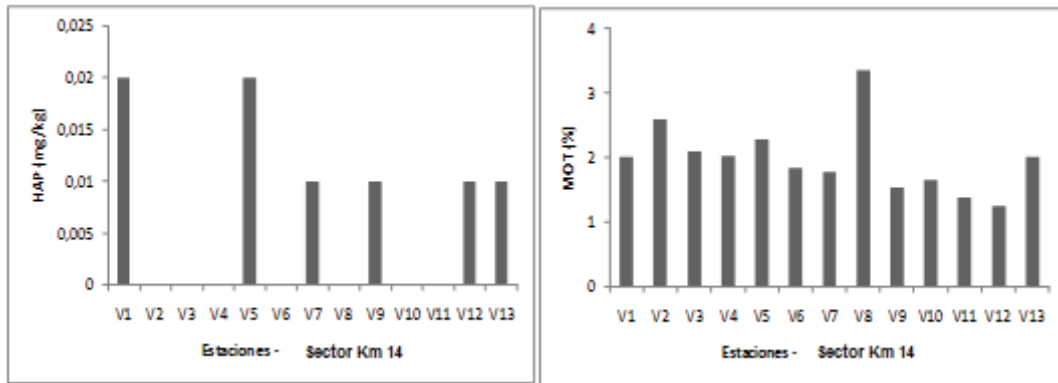 0,025
0,02
0,015
0,01
0,005
0
HAP (mg/kg)
V1 V2 V3 V4 V5 V6 V7 V8 V9 V10 V11 V12 V13
Estaciones - Sector Km 14
4
3
2
1
0
MOT (%)
V1 V2 V3 V4 V5 V6 V7 V8 V9 V10 V11 V12 V13
Estaciones - Sector Km 14